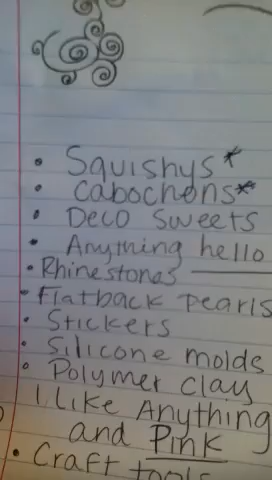 • Squishys*
• Cabochons*
• Deco Sweets
• Anything hello
• Rhinestones
• Flatback pearls
• Stickers
• Silicone molds
• Polymer clay
I Like Anything
and Pink
• Craft tools